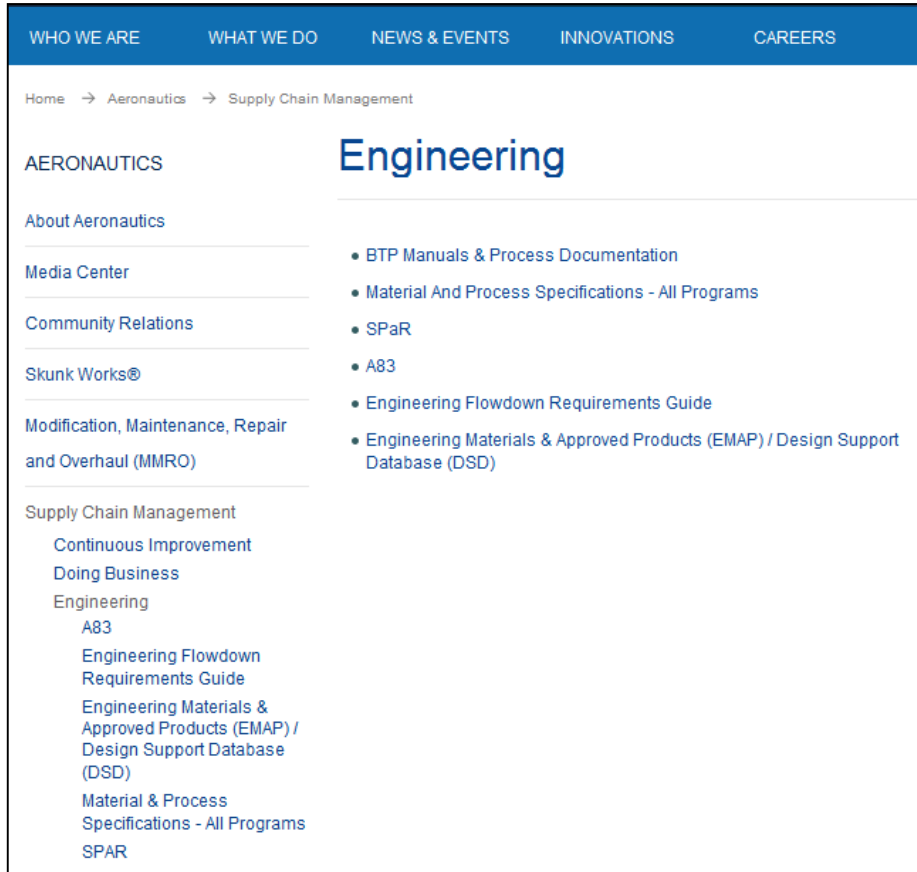 WHO WE ARE WHAT WE DO NEWS & EVENTS INNOVATIONS CAREERS
Home → Aeronautics → Supply Chain Management
AERONAUTICS
About Aeronautics
Media Center
Community Relations
Skunk Works®
Modification, Maintenance, Repair
and Overhaul (MMRO)
Supply Chain Management
Continuous Improvement
Doing Business
Engineering
A83
Engineering Flowdown
Requirements Guide
Engineering Materials &
Approved Products (EMAP) /
Design Support Database
(DSD)
Material & Process
Specifications - All Programs
SPAR
Engineering
• BTP Manuals & Process Documentation
• Material And Process Specifications - All Programs
• SPaR
• A83
• Engineering Flowdown Requirements Guide
• Engineering Materials & Approved Products (EMAP) / Design Support
Database (DSD)